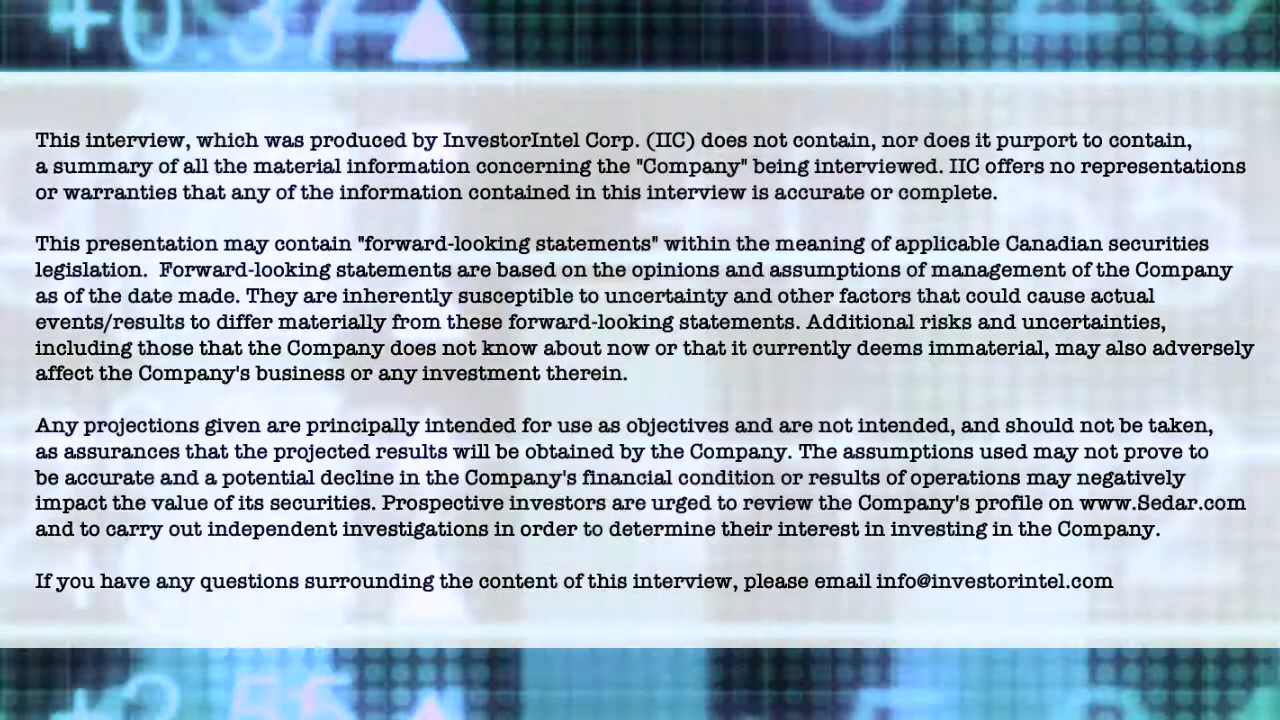 +0.37
0.20
This interview, which was produced by InvestorIntel Corp. (IIC) does not contain, nor does it purport to contain,
a summary of all the material information concerning the "Company" being interviewed. IIC offers no representations
or warranties that any of the information contained in this interview is accurate or complete.
This presentation may contain "forward-looking statements" within the meaning of applicable Canadian securities
legislation.  Forward-looking statements are based on the opinions and assumptions of management of the Company
as of the date made. They are inherently susceptible to uncertainty and other factors that could cause actual
events/results to differ materially from these forward-looking statements. Additional risks and uncertainties,
including those that the Company does not know about now or that it currently deems immaterial, may also adversely
affect the Company's business or any investment therein.
Any projections given are principally intended for use as objectives and are not intended, and should not be taken,
as assurances that the projected results will be obtained by the Company. The assumptions used may not prove to
be accurate and a potential decline in the Company's financial condition or results of operations may negatively
impact the value of its securities. Prospective investors are urged to review the Company's profile on www.Sedar.com
and to carry out independent investigations in order to determine their interest in investing in the Company.
If you have any questions surrounding the content of this interview, please email info@investorintel.com